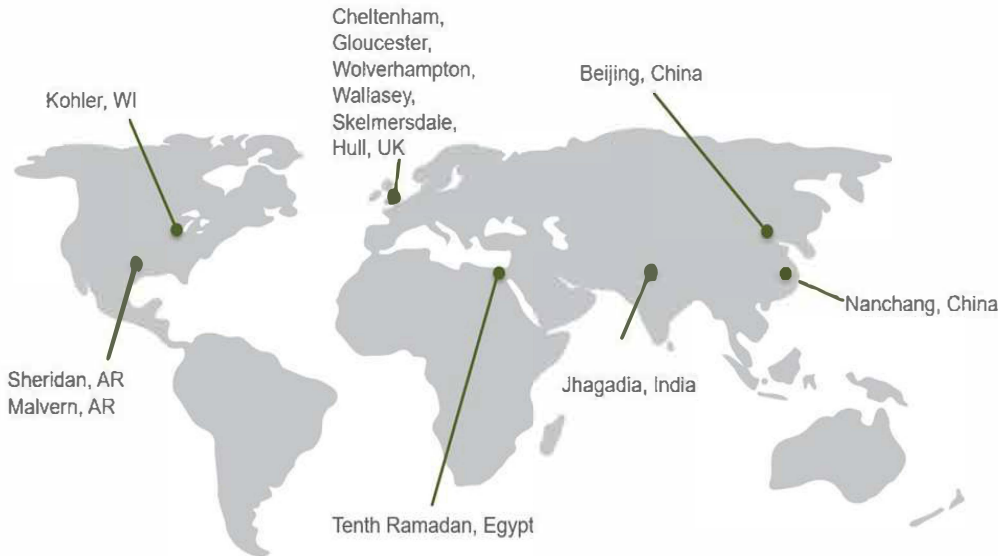 Cheltenham,
Gloucester,
Wolverhampton,
Wallasey,
Skelmersdale,
Hull, UK
Beijing, China
Kohler, WI
Nanchang, China
Sheridan, AR
Malvern, AR
Jhagadia, India
Tenth Ramadan, Egypt